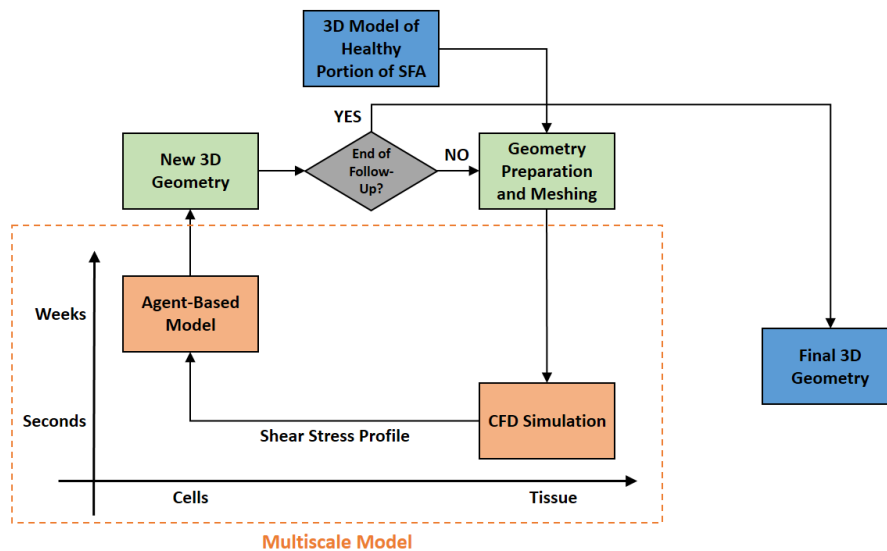 3D Model of
Healthy
Portion of SFA
YES
New 3D
Geometry
End of
Follow-
Up?
NO
Geometry
Preparation
and Meshing
Weeks
Agent-Based
Model
Final 3D
Geometry
Seconds
Shear Stress Profile
CFD Simulation
Cells
Tissue
Multiscale Model